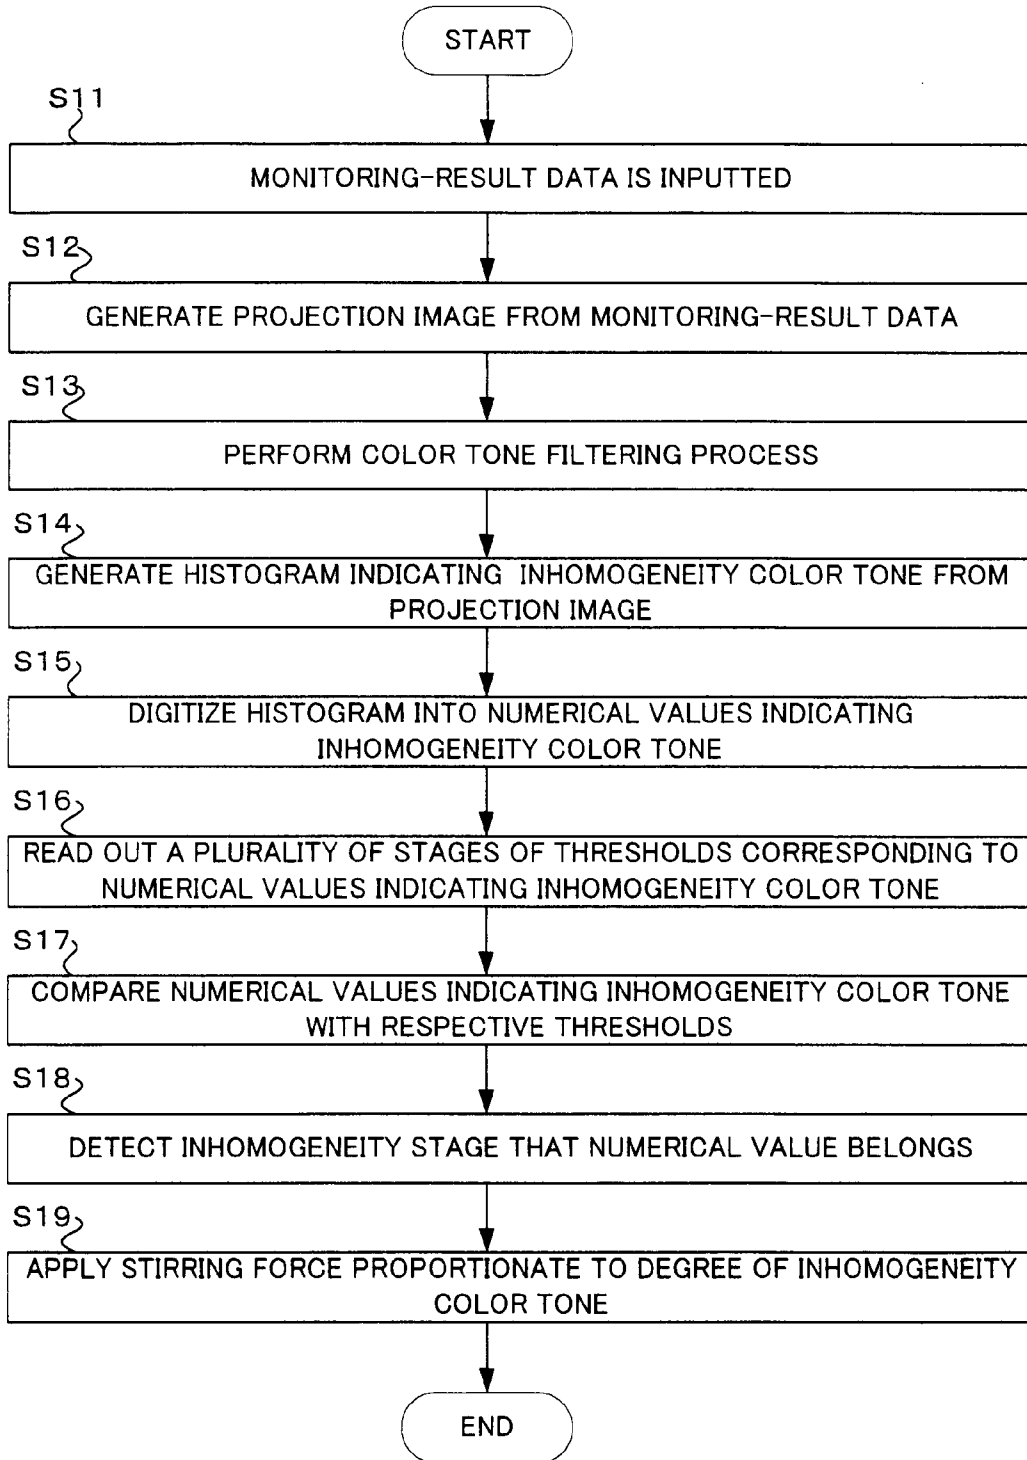 START
S11
MONITORING-RESULT DATA IS INPUTTED
S12
GENERATE PROJECTION IMAGE FROM MONITORING-RESULT DATA
S13
PERFORM COLOR TONE FILTERING PROCESS
S14
GENERATE HISTOGRAM INDICATING INHOMOGENEITY COLOR TONE FROM
PROJECTION IMAGE
S15
DIGITIZE HISTOGRAM INTO NUMERICAL VALUES INDICATING
INHOMOGENEITY COLOR TONE
S16
READ OUT A PLURALITY OF STAGES OF THRESHOLDS CORRESPONDING TO
NUMERICAL VALUES INDICATING INHOMOGENEITY COLOR TONE
S17
COMPARE NUMERICAL VALUES INDICATING INHOMOGENEITY COLOR TONE
WITH RESPECTIVE THRESHOLDS
S18
DETECT INHOMOGENEITY STAGE THAT NUMERICAL VALUE BELONGS
S19
APPLY STIRRING FORCE PROPORTIONATE TO DEGREE OF INHOMOGENEITY
COLOR TONE
END